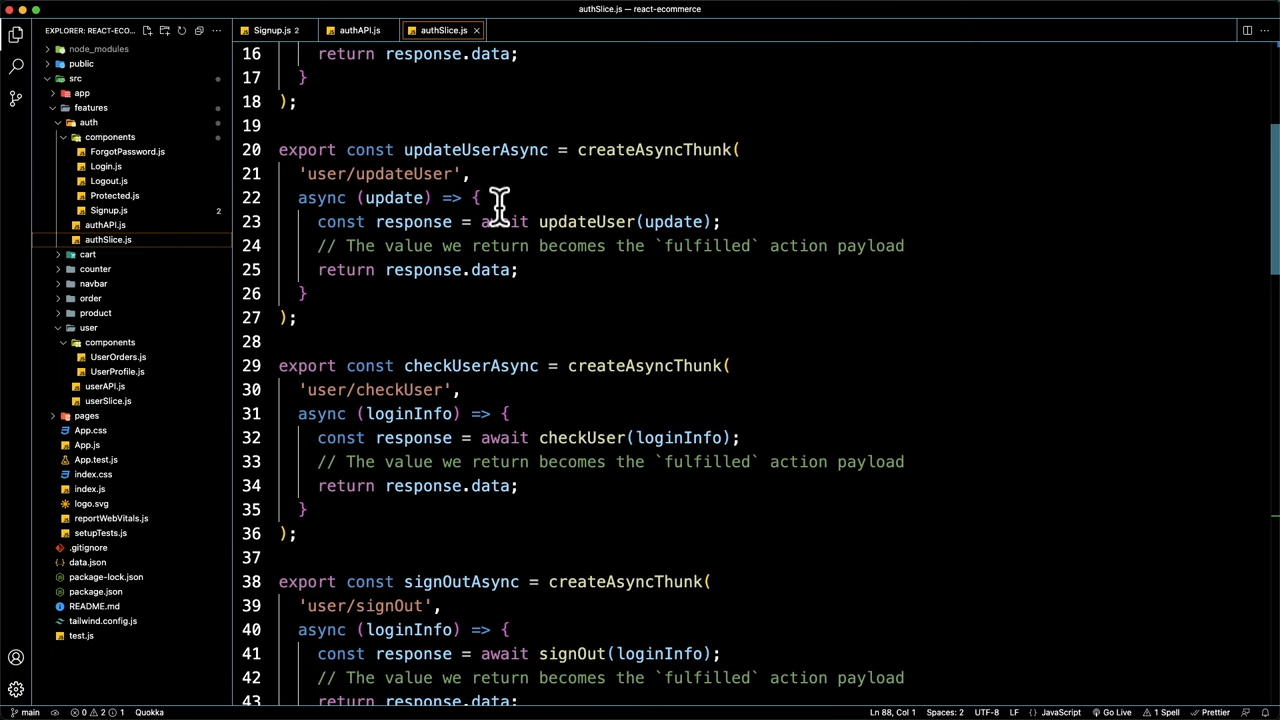 authSlice.js — react-ecommerce
EXPLORER: REACT-ECO...
Signup.js 2
authAPI.js
authSlice.js ×
node_modules
public
src
app
features
auth
components
ForgotPassword.js
Login.js
Logout.js
Protected.js
Signup.js 2
authAPI.js
authSlice.js
cart
counter
navbar
order
product
user
components
UserOrders.js
UserProfile.js
userAPI.js
userSlice.js
pages
App.css
App.js
App.test.js
index.css
index.js
logo.svg
reportWebVitals.js
setupTests.js
.gitignore
data.json
package-lock.json
package.json
README.md
tailwind.config.js
test.js
16 return response.data;
17 }
18 );
19
20 export const updateUserAsync = createAsyncThunk(
21 'user/updateUser',
22 async (update) => {
23 const response = await updateUser(update);
24 // The value we return becomes the `fulfilled` action payload
25 return response.data;
26 }
27 );
28
29 export const checkUserAsync = createAsyncThunk(
30 'user/checkUser',
31 async (loginInfo) => {
32 const response = await checkUser(loginInfo);
33 // The value we return becomes the `fulfilled` action payload
34 return response.data;
35 }
36 );
37
38 export const signOutAsync = createAsyncThunk(
39 'user/signOut',
40 async (loginInfo) => {
41 const response = await signOut(loginInfo);
42 // The value we return becomes the `fulfilled` action payload
43 return response.data;
main 0 2 1 Quokka Ln 88, Col 1 Spaces: 2 UTF-8 LF {} JavaScript Go Live 1 Spell Prettier